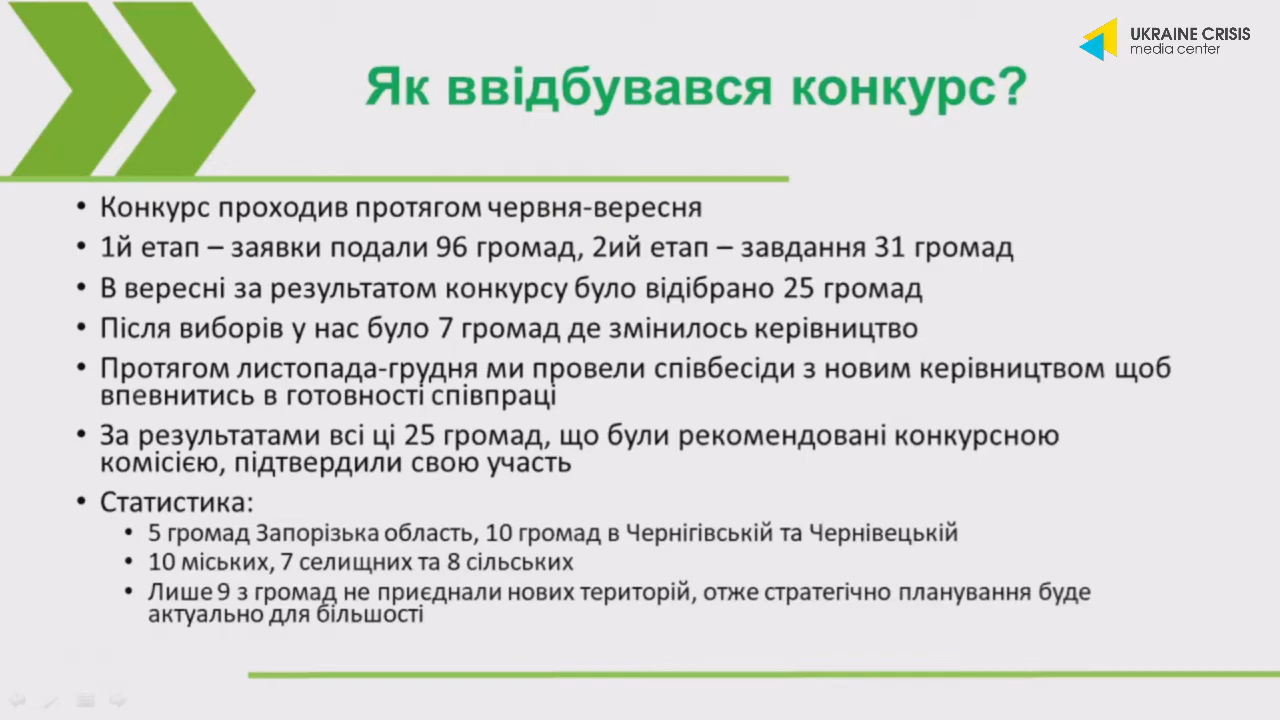 UKRAINE CRISIS
media center
Як ввідбувався конкурс?
• Конкурс проходив протягом червня-вересня
• 1й етап – заявки подали 96 громад, 2ий етап – завдання 31 громад
• В вересні за результатом конкурсу було відібрано 25 громад
• Після виборів у нас було 7 громад де змінилось керівництво
• Протягом листопада-грудня ми провели співбесіди з новим керівництвом щоб
впевнитись в готовності співпраці
• За результатами всі ці 25 громад, що були рекомендовані конкурсною
комісією, підтвердили свою участь
• Статистика:
• 5 громад Запорізька область, 10 громад в Чернігівській та Чернівецькій
• 10 міських, 7 селищних та 8 сільських
• Лише 9 з громад не приєднали нових територій, отже стратегічно планування буде
актуально для більшості